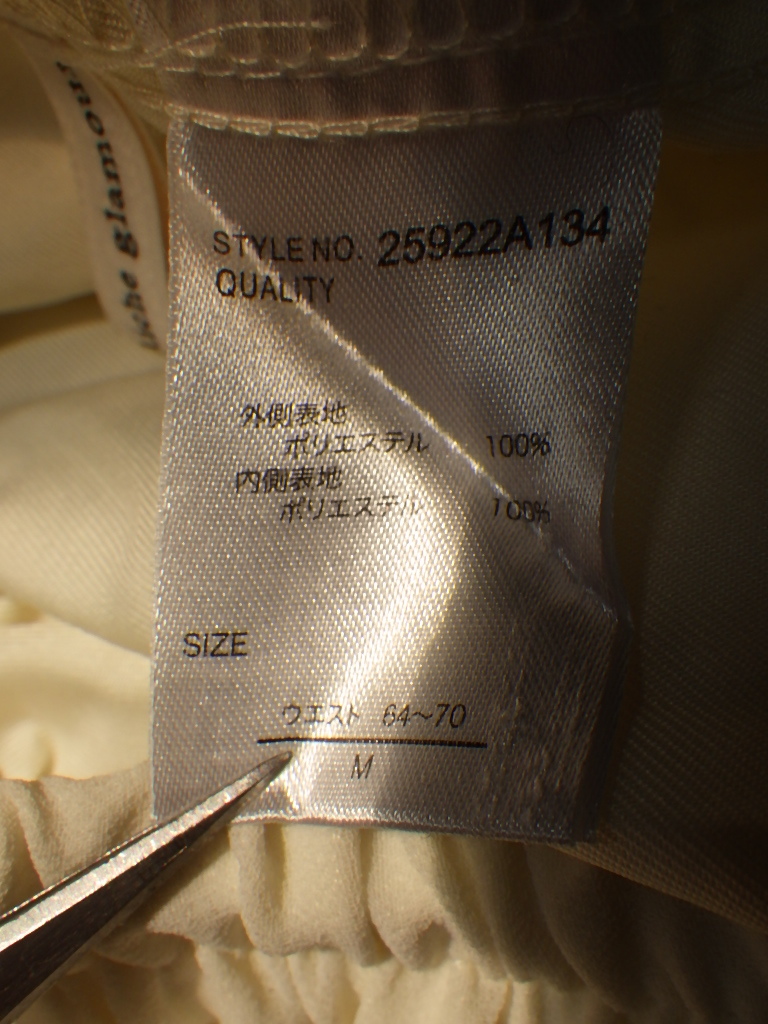 glamour
STYLE NO. 25922A134
QUALITY
外側表地
ポリエステル 100%
内側表地
ポリエステル 100%
SIZE
ウエスト 64~70
M